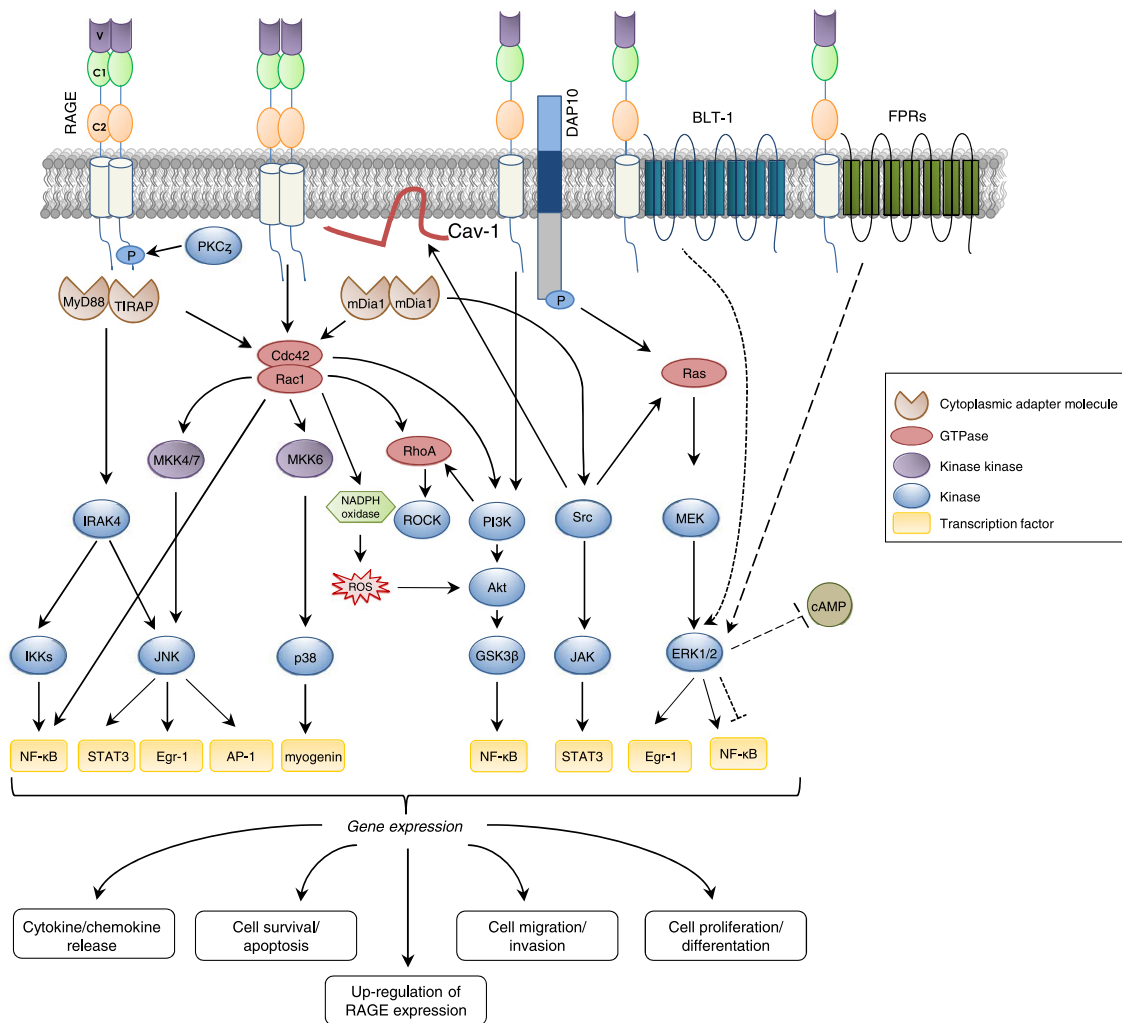 V
C1
C2
RAGE
DAP10
BLT-1
FPRs
Cav-1
P
PKCζ
MyD88
TIRAP
mDia1
mDia1
P
Cdc42
Rac1
Ras
MKK4/7
MKK6
RhoA
NADPH
oxidase
IRAK4
ROCK
PI3K
Src
MEK
ROS
Akt
cAMP
IKKs
JNK
p38
GSK3β
JAK
ERK1/2
NF-κB
STAT3
Egr-1
AP-1
myogenin
NF-κB
STAT3
Egr-1
NF-κB
Cytoplasmic adapter molecule
GTPase
Kinase kinase
Kinase
Transcription factor
Gene expression
Cytokine/chemokine
release
Cell survival/
apoptosis
Cell migration/
invasion
Cell proliferation/
differentation
Up-regulation of
RAGE expression